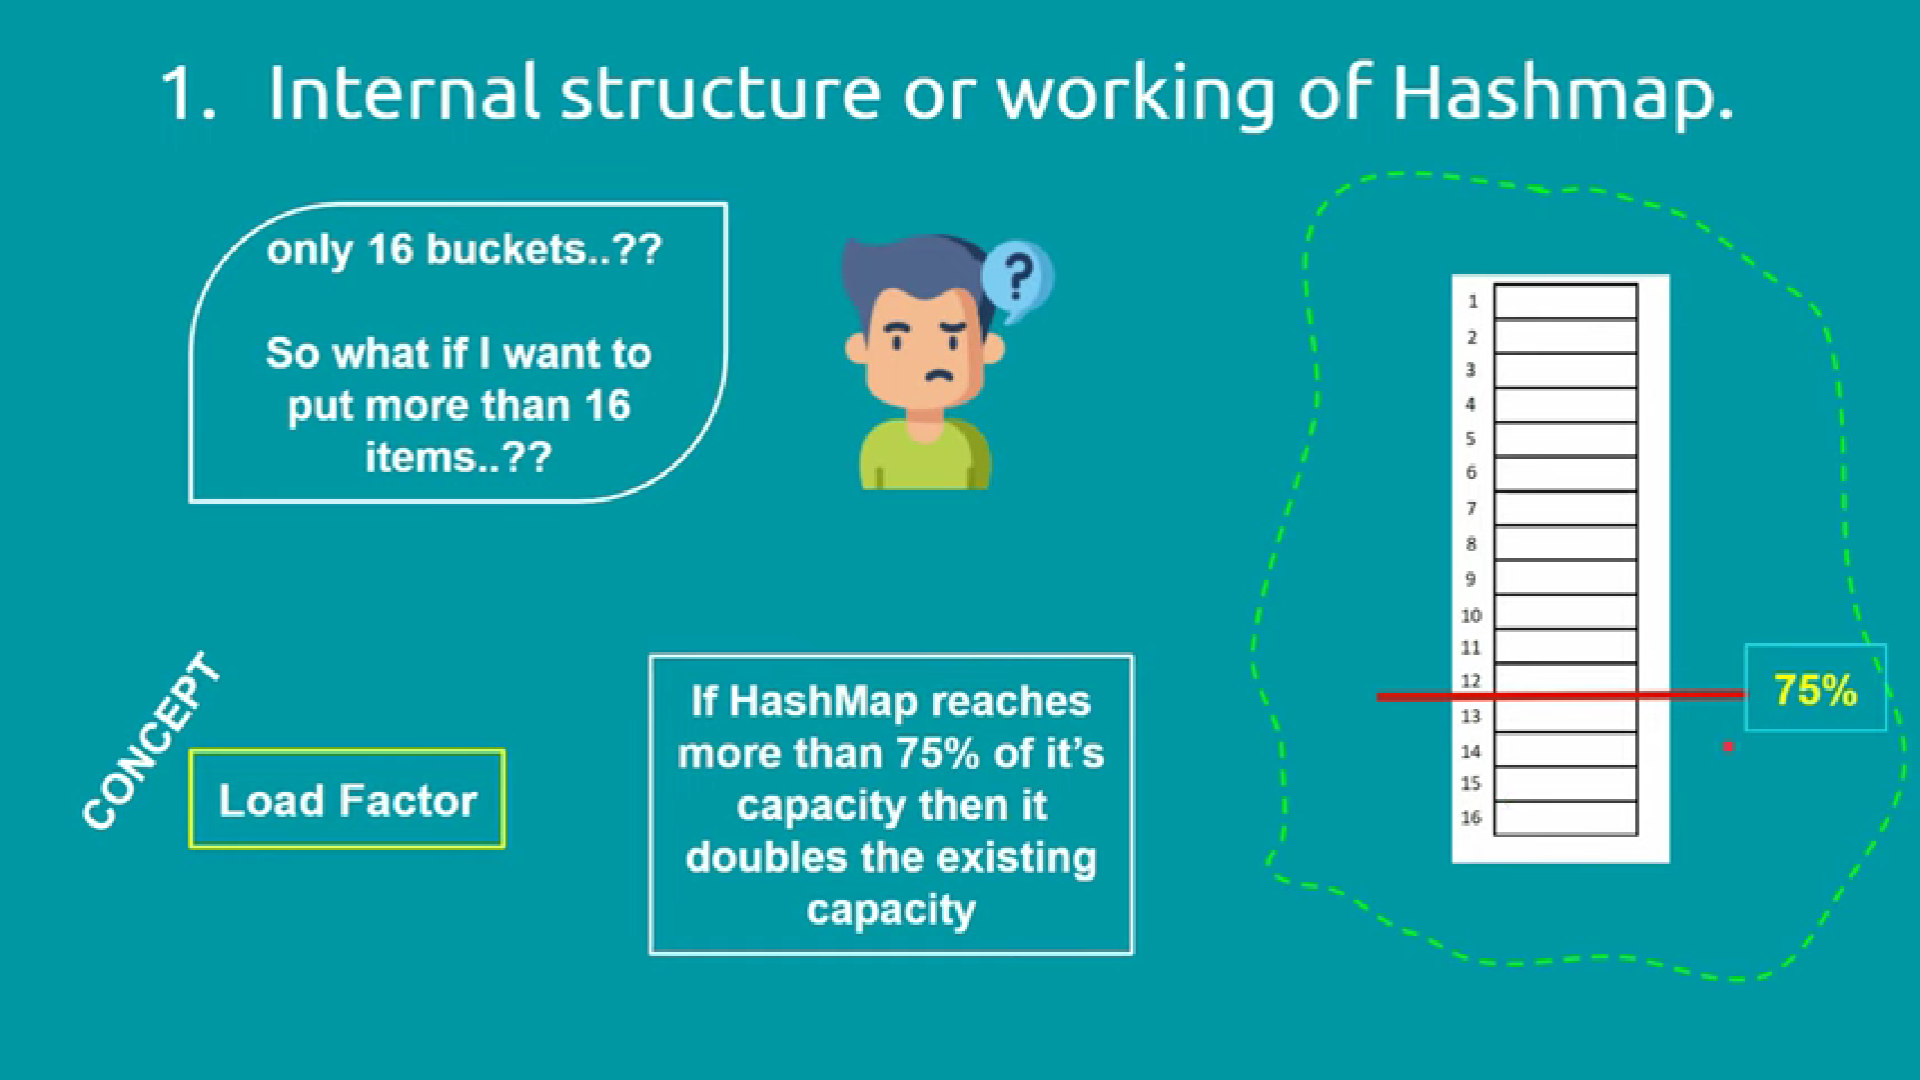 1. Internal structure or working of Hashmap.
only 16 buckets..??
So what if I want to
put more than 16
items..??
?
CONCEPT
Load Factor
If HashMap reaches
more than 75% of it’s
capacity then it
doubles the existing
capacity
1
2
3
4
5
6
7
8
9
10
11
12
13
14
15
16
75%